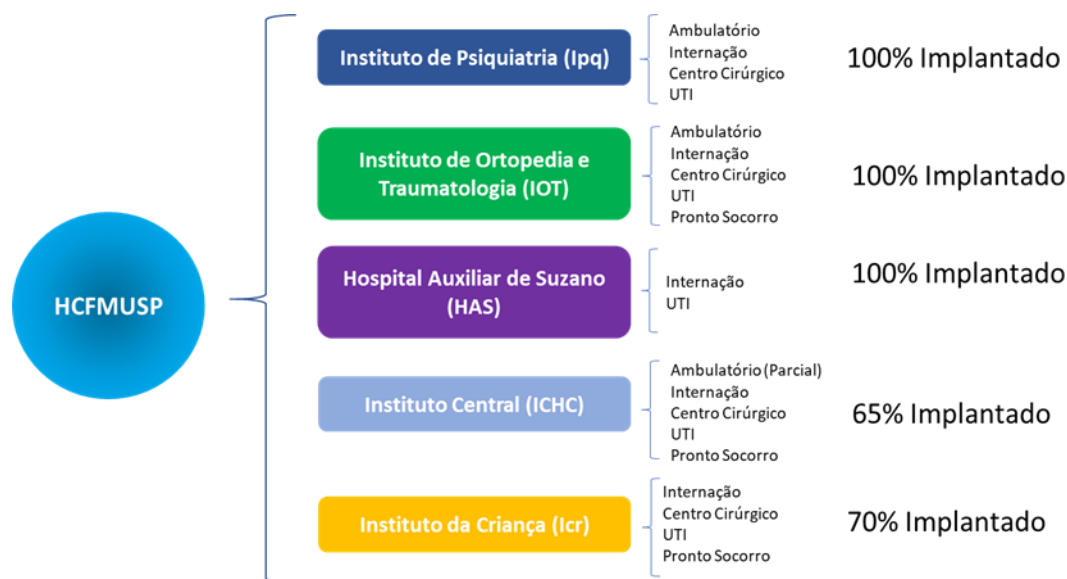 HCFMUSP
Instituto de Psiquiatria (Ipq)
Ambulatório
Internação
Centro Cirúrgico
UTI
100% Implantado
Instituto de Ortopedia e
Traumatologia (IOT)
Ambulatório
Internação
Centro Cirúrgico
UTI
Pronto Socorro
100% Implantado
Hospital Auxiliar de Suzano
(HAS)
Internação
UTI
100% Implantado
Instituto Central (ICHC)
Ambulatório (Parcial)
Internação
Centro Cirúrgico
UTI
Pronto Socorro
65% Implantado
Instituto da Criança (Icr)
Internação
Centro Cirúrgico
UTI
Pronto Socorro
70% Implantado